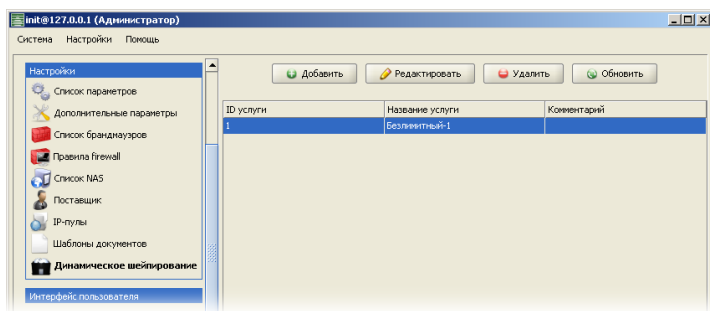 init@127.0.0.1 (Администратор)
Система Настройки Помощь
Настройки
Список параметров
Дополнительные параметры
Список брандмауэров
Правила firewall
Список NAS
Поставщик
IP-пулы
Шаблоны документов
Динамическое шейпирование
Интерфейс пользователя
Добавить Редактировать Удалить Обновить
ID услуги Название услуги Комментарий
1 Безлимитный-1